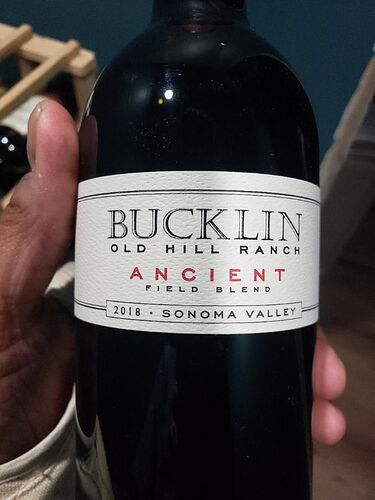 BUCKLIN
OLD HILL RANCH
ANCIENT
FIELD BLEND
2018 · SONOMA VALLEY